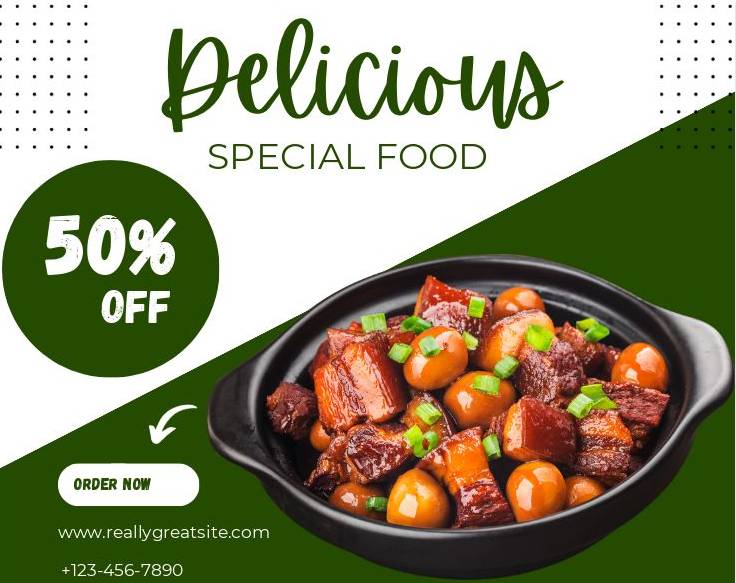 Delicious
SPECIAL FOOD
50%
OFF
ORDER NOW
www.reallygreatsite.com
+123-456-7890